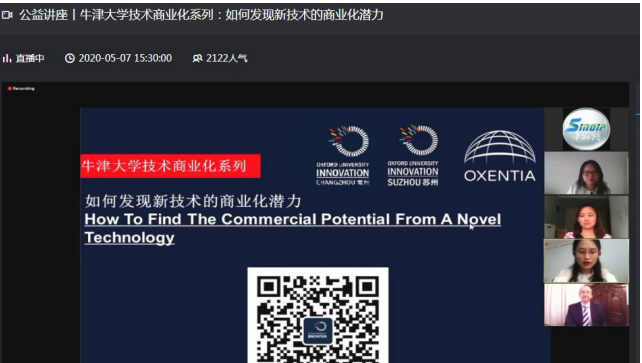 公益讲座丨牛津大学技术商业化系列：如何发现新技术的商业化潜力
直播中 2020-05-07 15:30:00 2122人气
Recording
牛津大学技术商业化系列
OXFORD UNIVERSITY
INNOVATION
CHANGZHOU 常州
OXFORD UNIVERSITY
INNOVATION
SUZHOU 苏州
OXENTIA
如何发现新技术的商业化潜力
How To Find The Commercial Potential From A Novel
Technology